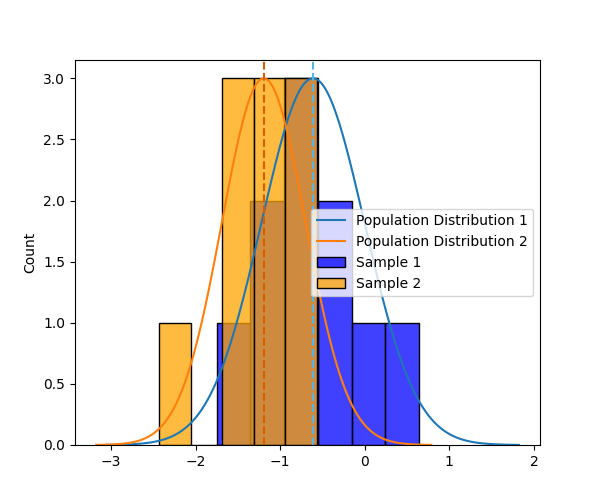 3.0
2.5
2.0
1.5
1.0
0.5
0.0
Count
Population Distribution 1
Population Distribution 2
Sample 1
Sample 2
−3 −2 −1 0 1 2